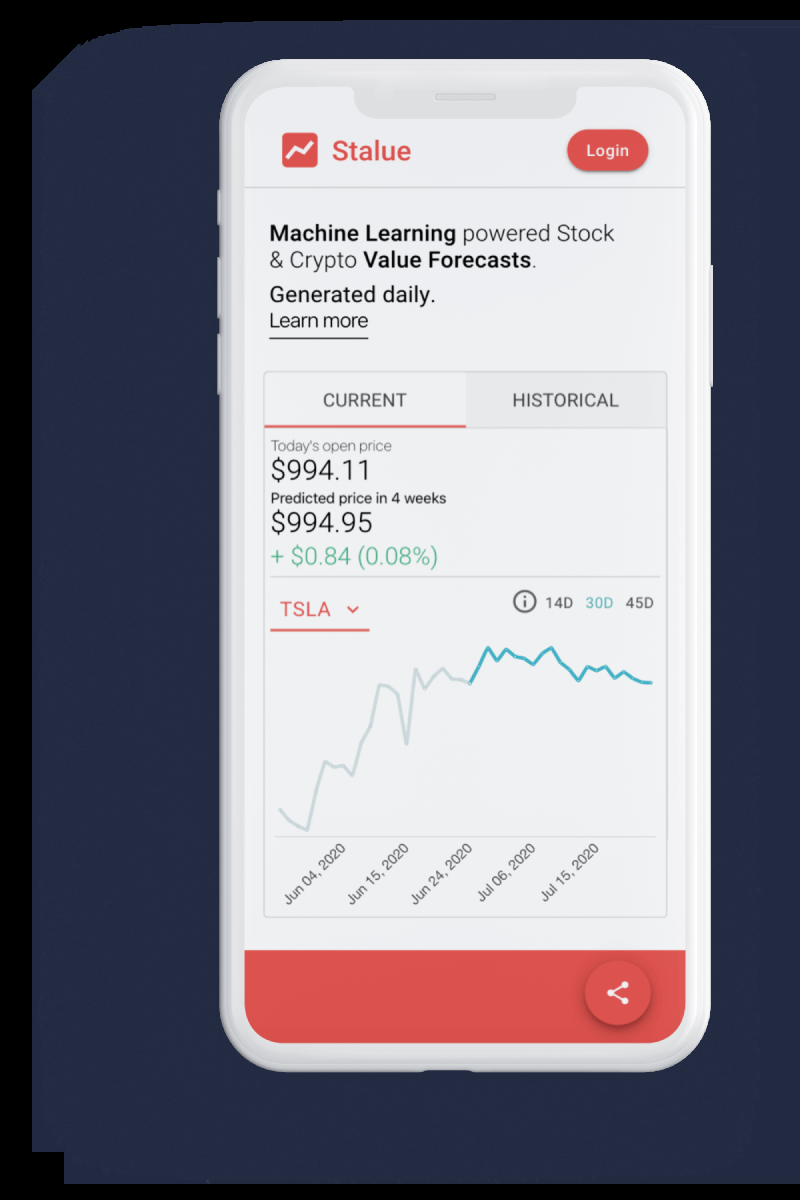 Stalue
Login
Machine Learning powered Stock
& Crypto Value Forecasts.
Generated daily.
Learn more
CURRENT
HISTORICAL
Today's open price
$994.11
Predicted price in 4 weeks
$994.95
+ $0.84 (0.08%)
TSLA
14D 30D 45D
Jun 04, 2020
Jun 15, 2020
Jun 24, 2020
Jul 06, 2020
Jul 15, 2020